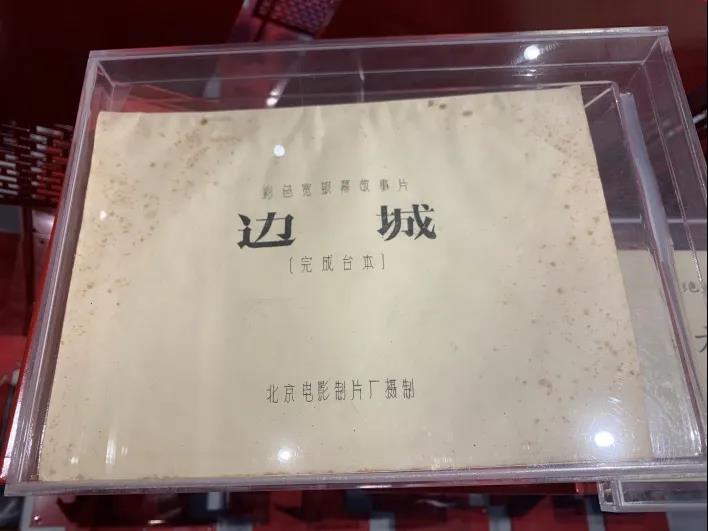 彩色宽银幕故事片
边城
[完成台本]
北京电影制片厂摄制